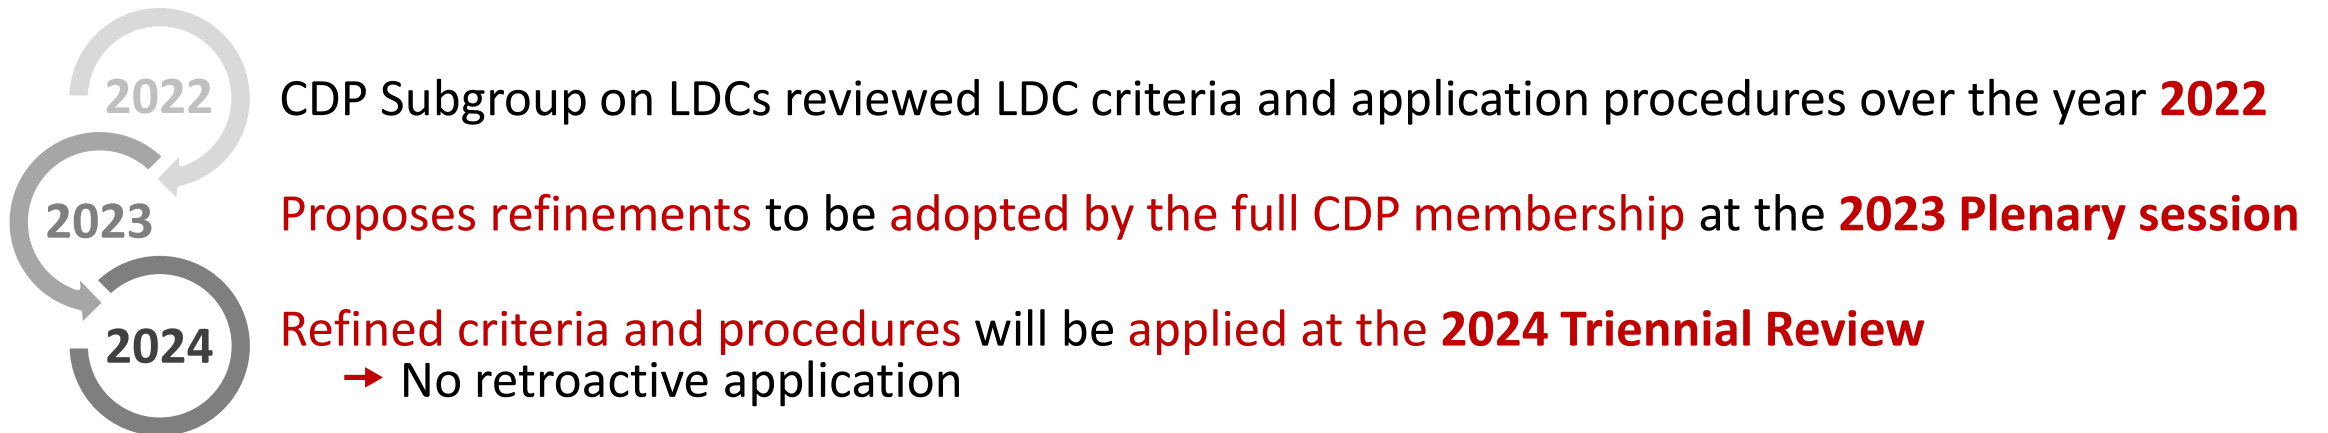 2022
CDP Subgroup on LDCs reviewed LDC criteria and application procedures over the year 2022
2023
Proposes refinements to be adopted by the full CDP membership at the 2023 Plenary session
2024
Refined criteria and procedures will be applied at the 2024 Triennial Review
→ No retroactive application